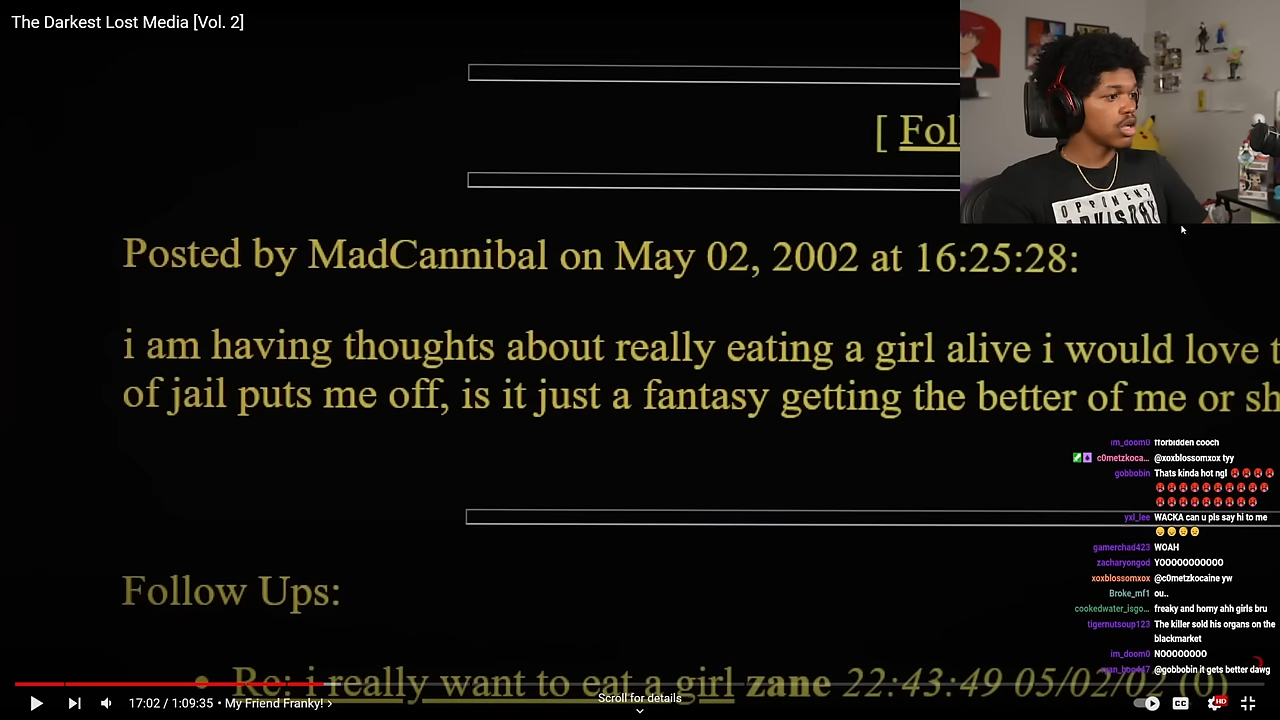 The Darkest Lost Media [Vol. 2]
[ Fol
OPPONENT
ADVISORY
Posted by MadCannibal on May 02, 2002 at 16:25:28:
i am having thoughts about really eating a girl alive i would love t
of jail puts me off, is it just a fantasy getting the better of me or sh
im_doom0 fforbidden cooch
c0metzkoca... @xoxblossomxox tyy
gobbobin Thats kinda hot ngl
yxl_lee WACKA can u pls say hi to me
gamerchad423 WOAH
zacharyongod YOOOOOOOOOOO
xoxblossomxox @c0metzkocaine yw
Broke_mf1 ou..
cookedwater_isgo... freaky and horny ahh girls bru
tigernutsoup123 The killer sold his organs on the
blackmarket
im_doom0 NOOOOOOOO
@gobbobin it gets better dawg
Follow Ups:
• Re: i really want to eat a girl zane 22:43:49 05/02/02 (0)
Scroll for details
17:02 / 1:09:35 • My Friend Franky! ›
HD